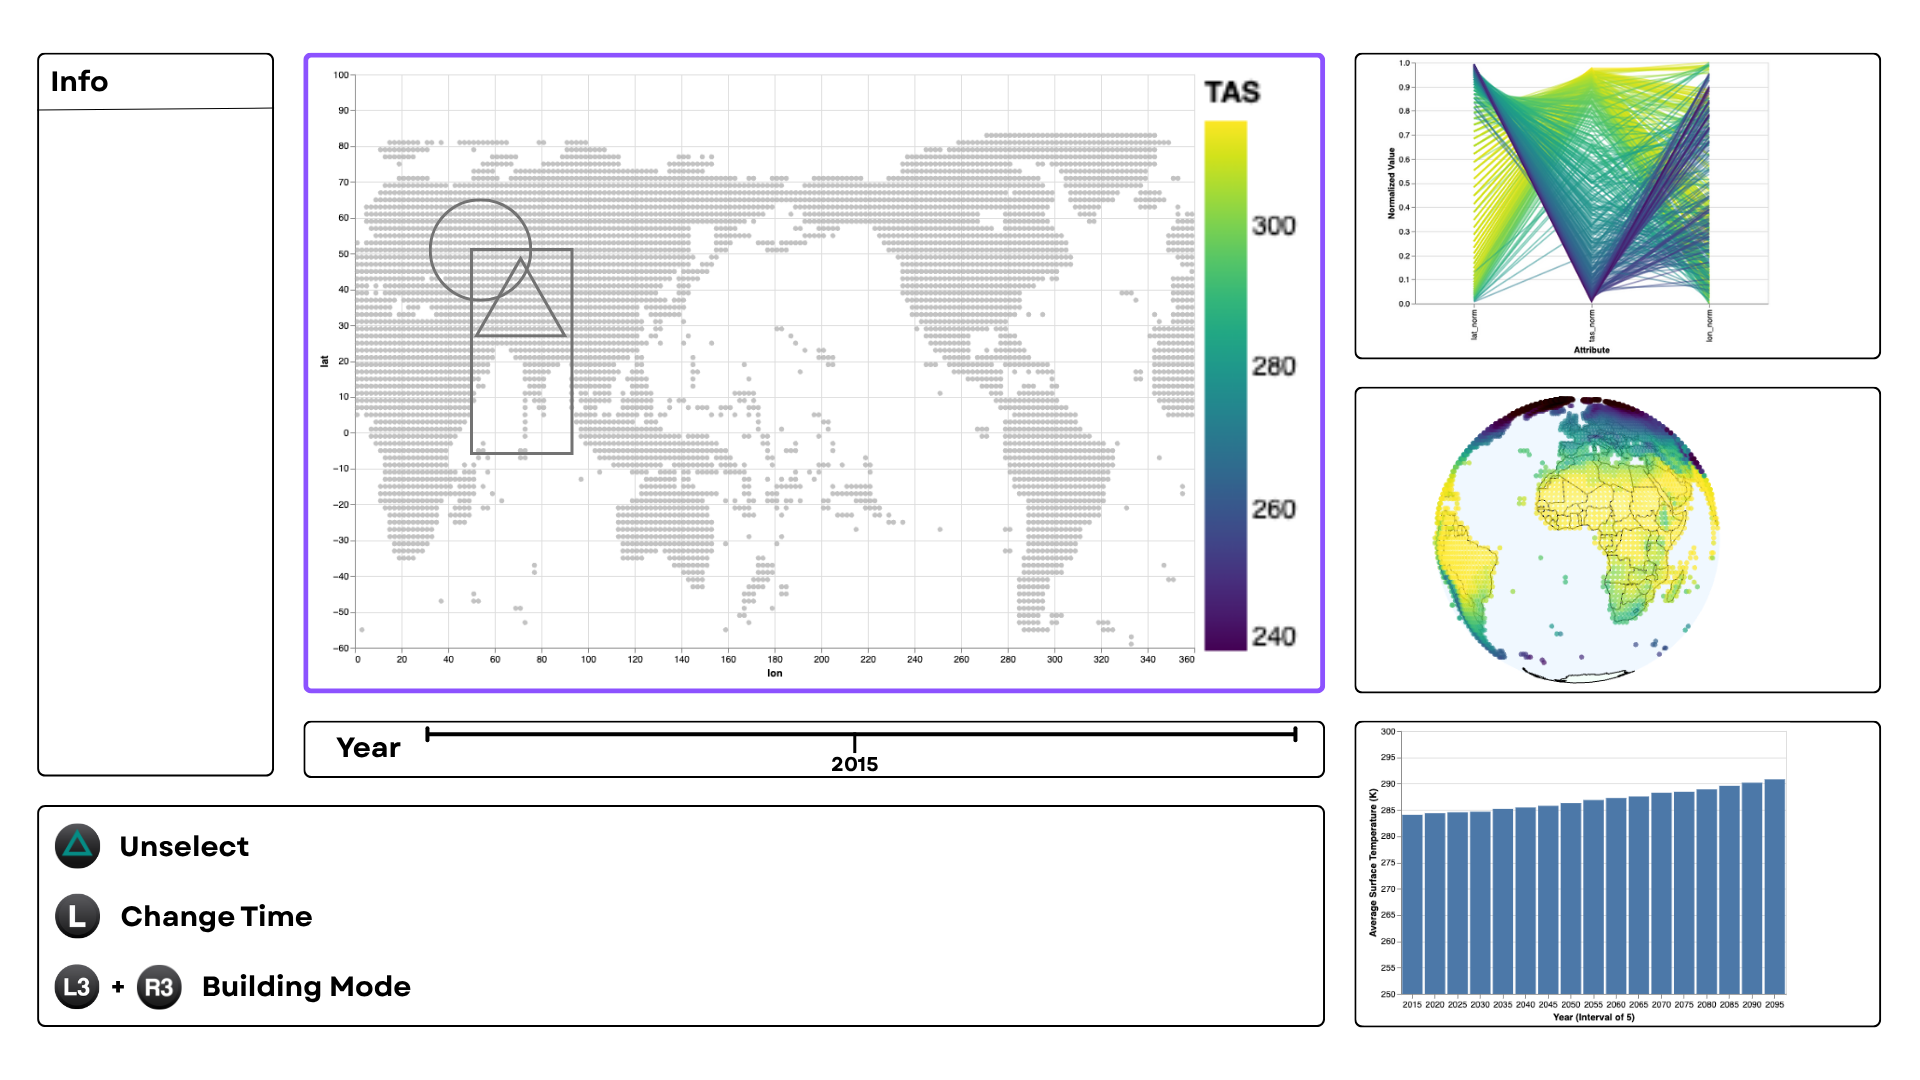 Info
100
90
80
70
60
50
40
30
20
10
0
−10
−20
−30
−40
−50
−60
lat
0 20 40 60 80 100 120 140 160 180 200 220 240 260 280 300 320 340 360
lon
TAS
300
280
260
240
Year
2015
Unselect
L Change Time
L3 + R3 Building Mode
1.0
0.9
0.8
0.7
0.6
0.5
0.4
0.3
0.2
0.1
0.0
Normalized Value
lat_norm
tas_norm
lon_norm
Attribute
300
295
290
285
280
275
270
265
260
255
250
Average Surface Temperature (K)
2015 2020 2025 2030 2035 2040 2045 2050 2055 2060 2065 2070 2075 2080 2085 2090 2095
Year (Interval of 5)